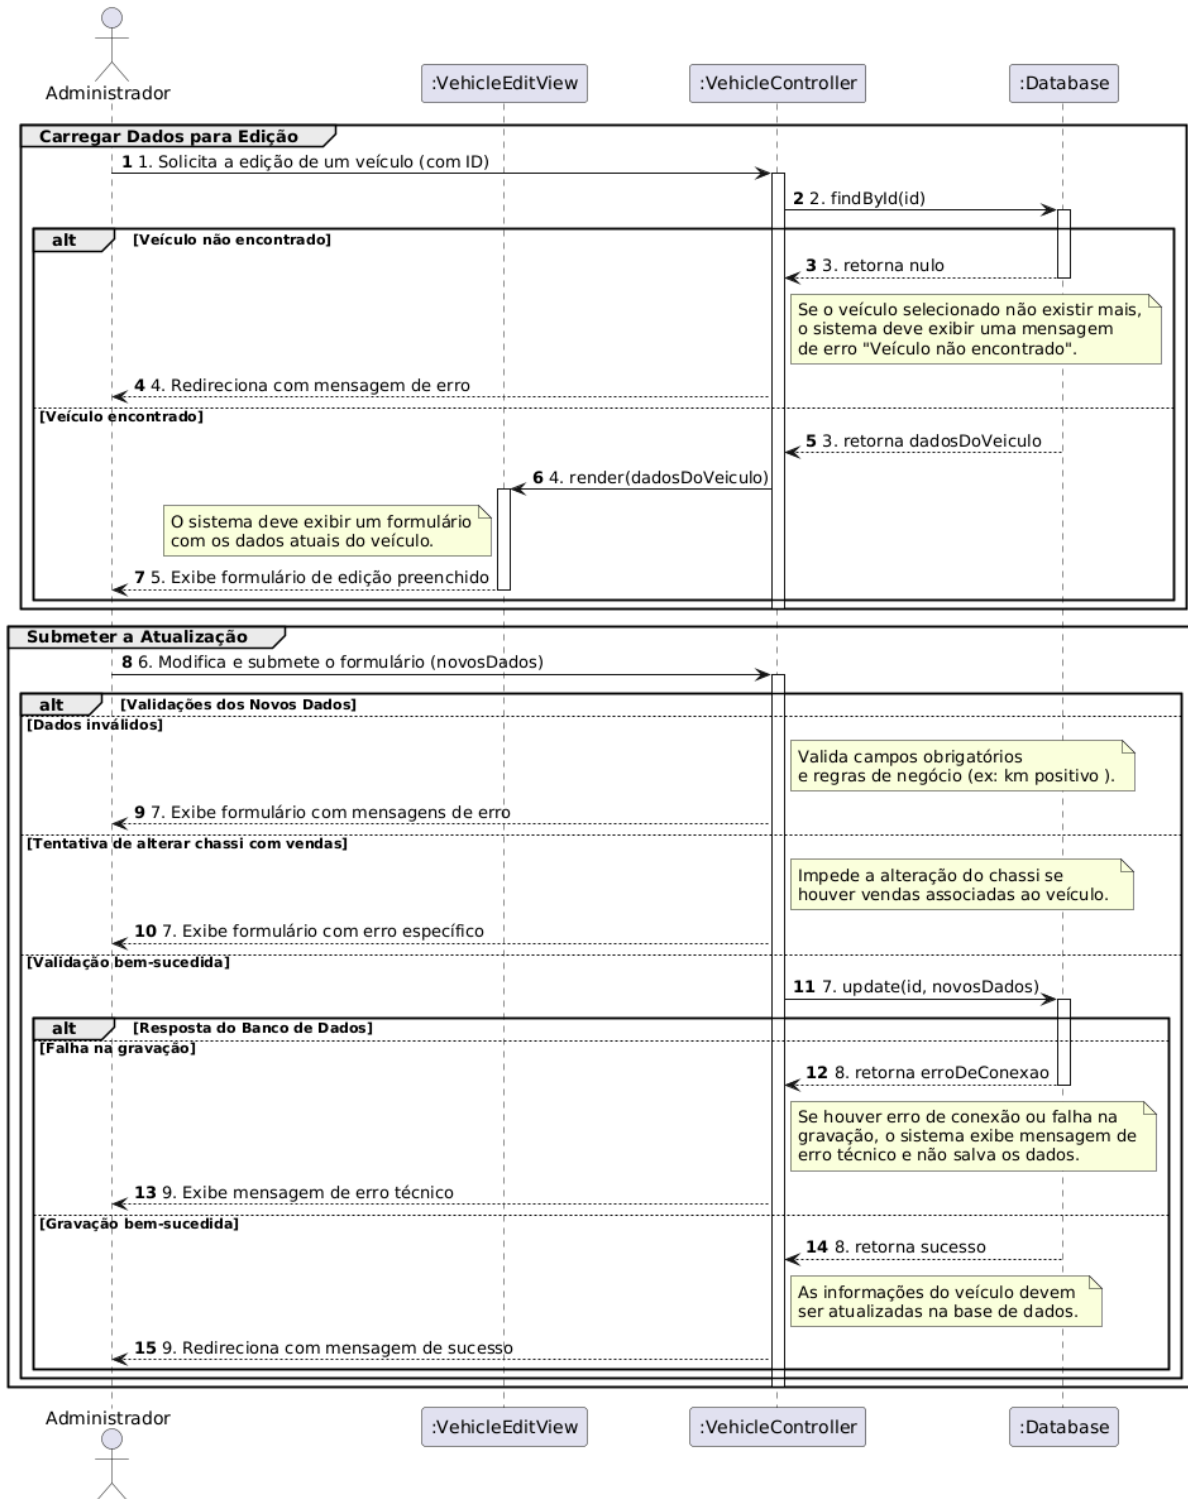 Administrador
:VehicleEditView
:VehicleController
:Database
Carregar Dados para Edição
1 1. Solicita a edição de um veículo (com ID)
2 2. findById(id)
alt [Veículo não encontrado]
3 3. retorna nulo
Se o veículo selecionado não existir mais,
o sistema deve exibir uma mensagem
de erro "Veículo não encontrado".
4 4. Redireciona com mensagem de erro
[Veículo encontrado]
5 3. retorna dadosDoVeiculo
6 4. render(dadosDoVeiculo)
O sistema deve exibir um formulário
com os dados atuais do veículo.
7 5. Exibe formulário de edição preenchido
Submeter a Atualização
8 6. Modifica e submete o formulário (novosDados)
alt [Validações dos Novos Dados]
[Dados inválidos]
Valida campos obrigatórios
e regras de negócio (ex: km positivo ).
9 7. Exibe formulário com mensagens de erro
[Tentativa de alterar chassi com vendas]
Impede a alteração do chassi se
houver vendas associadas ao veículo.
10 7. Exibe formulário com erro específico
[Validação bem-sucedida]
11 7. update(id, novosDados)
alt [Resposta do Banco de Dados]
[Falha na gravação]
12 8. retorna erroDeConexao
Se houver erro de conexão ou falha na
gravação, o sistema exibe mensagem de
erro técnico e não salva os dados.
13 9. Exibe mensagem de erro técnico
[Gravação bem-sucedida]
14 8. retorna sucesso
As informações do veículo devem
ser atualizadas na base de dados.
15 9. Redireciona com mensagem de sucesso
Administrador
:VehicleEditView
:VehicleController
:Database